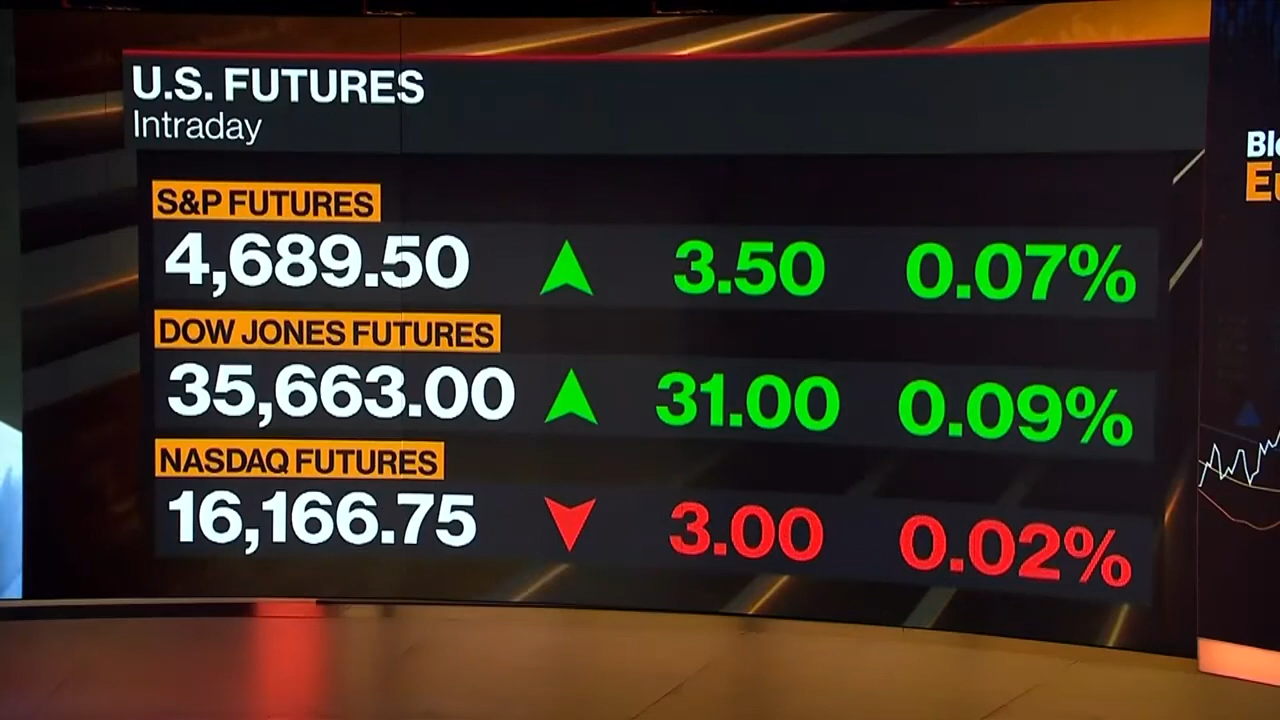 U.S. FUTURES
Intraday
S&P FUTURES
4,689.50 3.50 0.07%
DOW JONES FUTURES
35,663.00 31.00 0.09%
NASDAQ FUTURES
16,166.75 3.00 0.02%